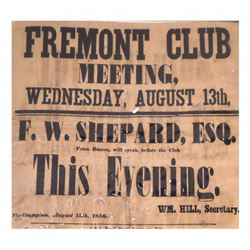 FREMONT CLUB
MEETING,
WEDNESDAY, AUGUST 13th,
F. W. SHEPARD, ESQ.
From Boston, will speak before the Club
This Evening.
WM. HILL, Secretary.
August 13th, 1856.